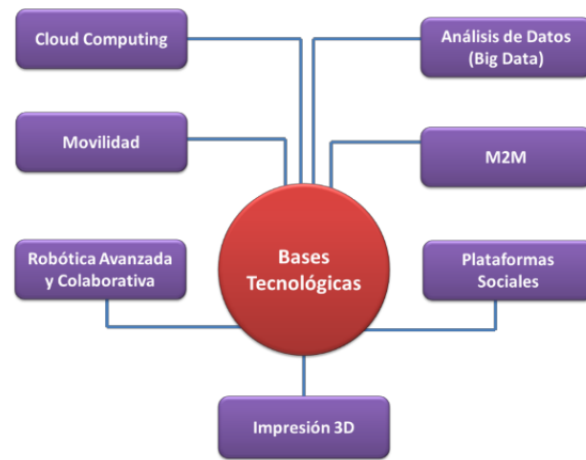 Cloud Computing
Análisis de Datos
(Big Data)
Movilidad
M2M
Bases
Tecnológicas
Robótica Avanzada
y Colaborativa
Plataformas
Sociales
Impresión 3D